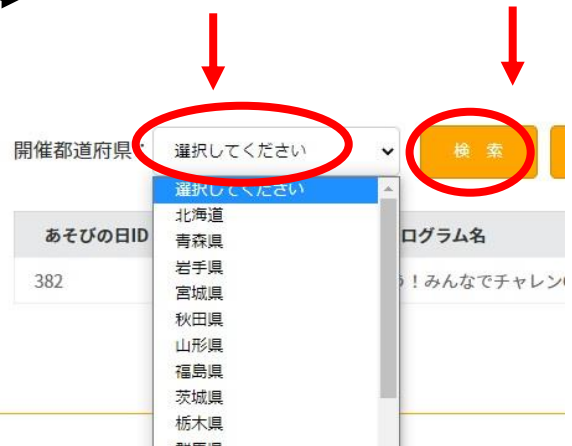 開催都道府県： 選択してください 検 索
選択してください
北海道
あそびの日ID ログラム名
青森県
岩手県
382 ！みんなでチャレン
宮城県
秋田県
山形県
福島県
茨城県
栃木県